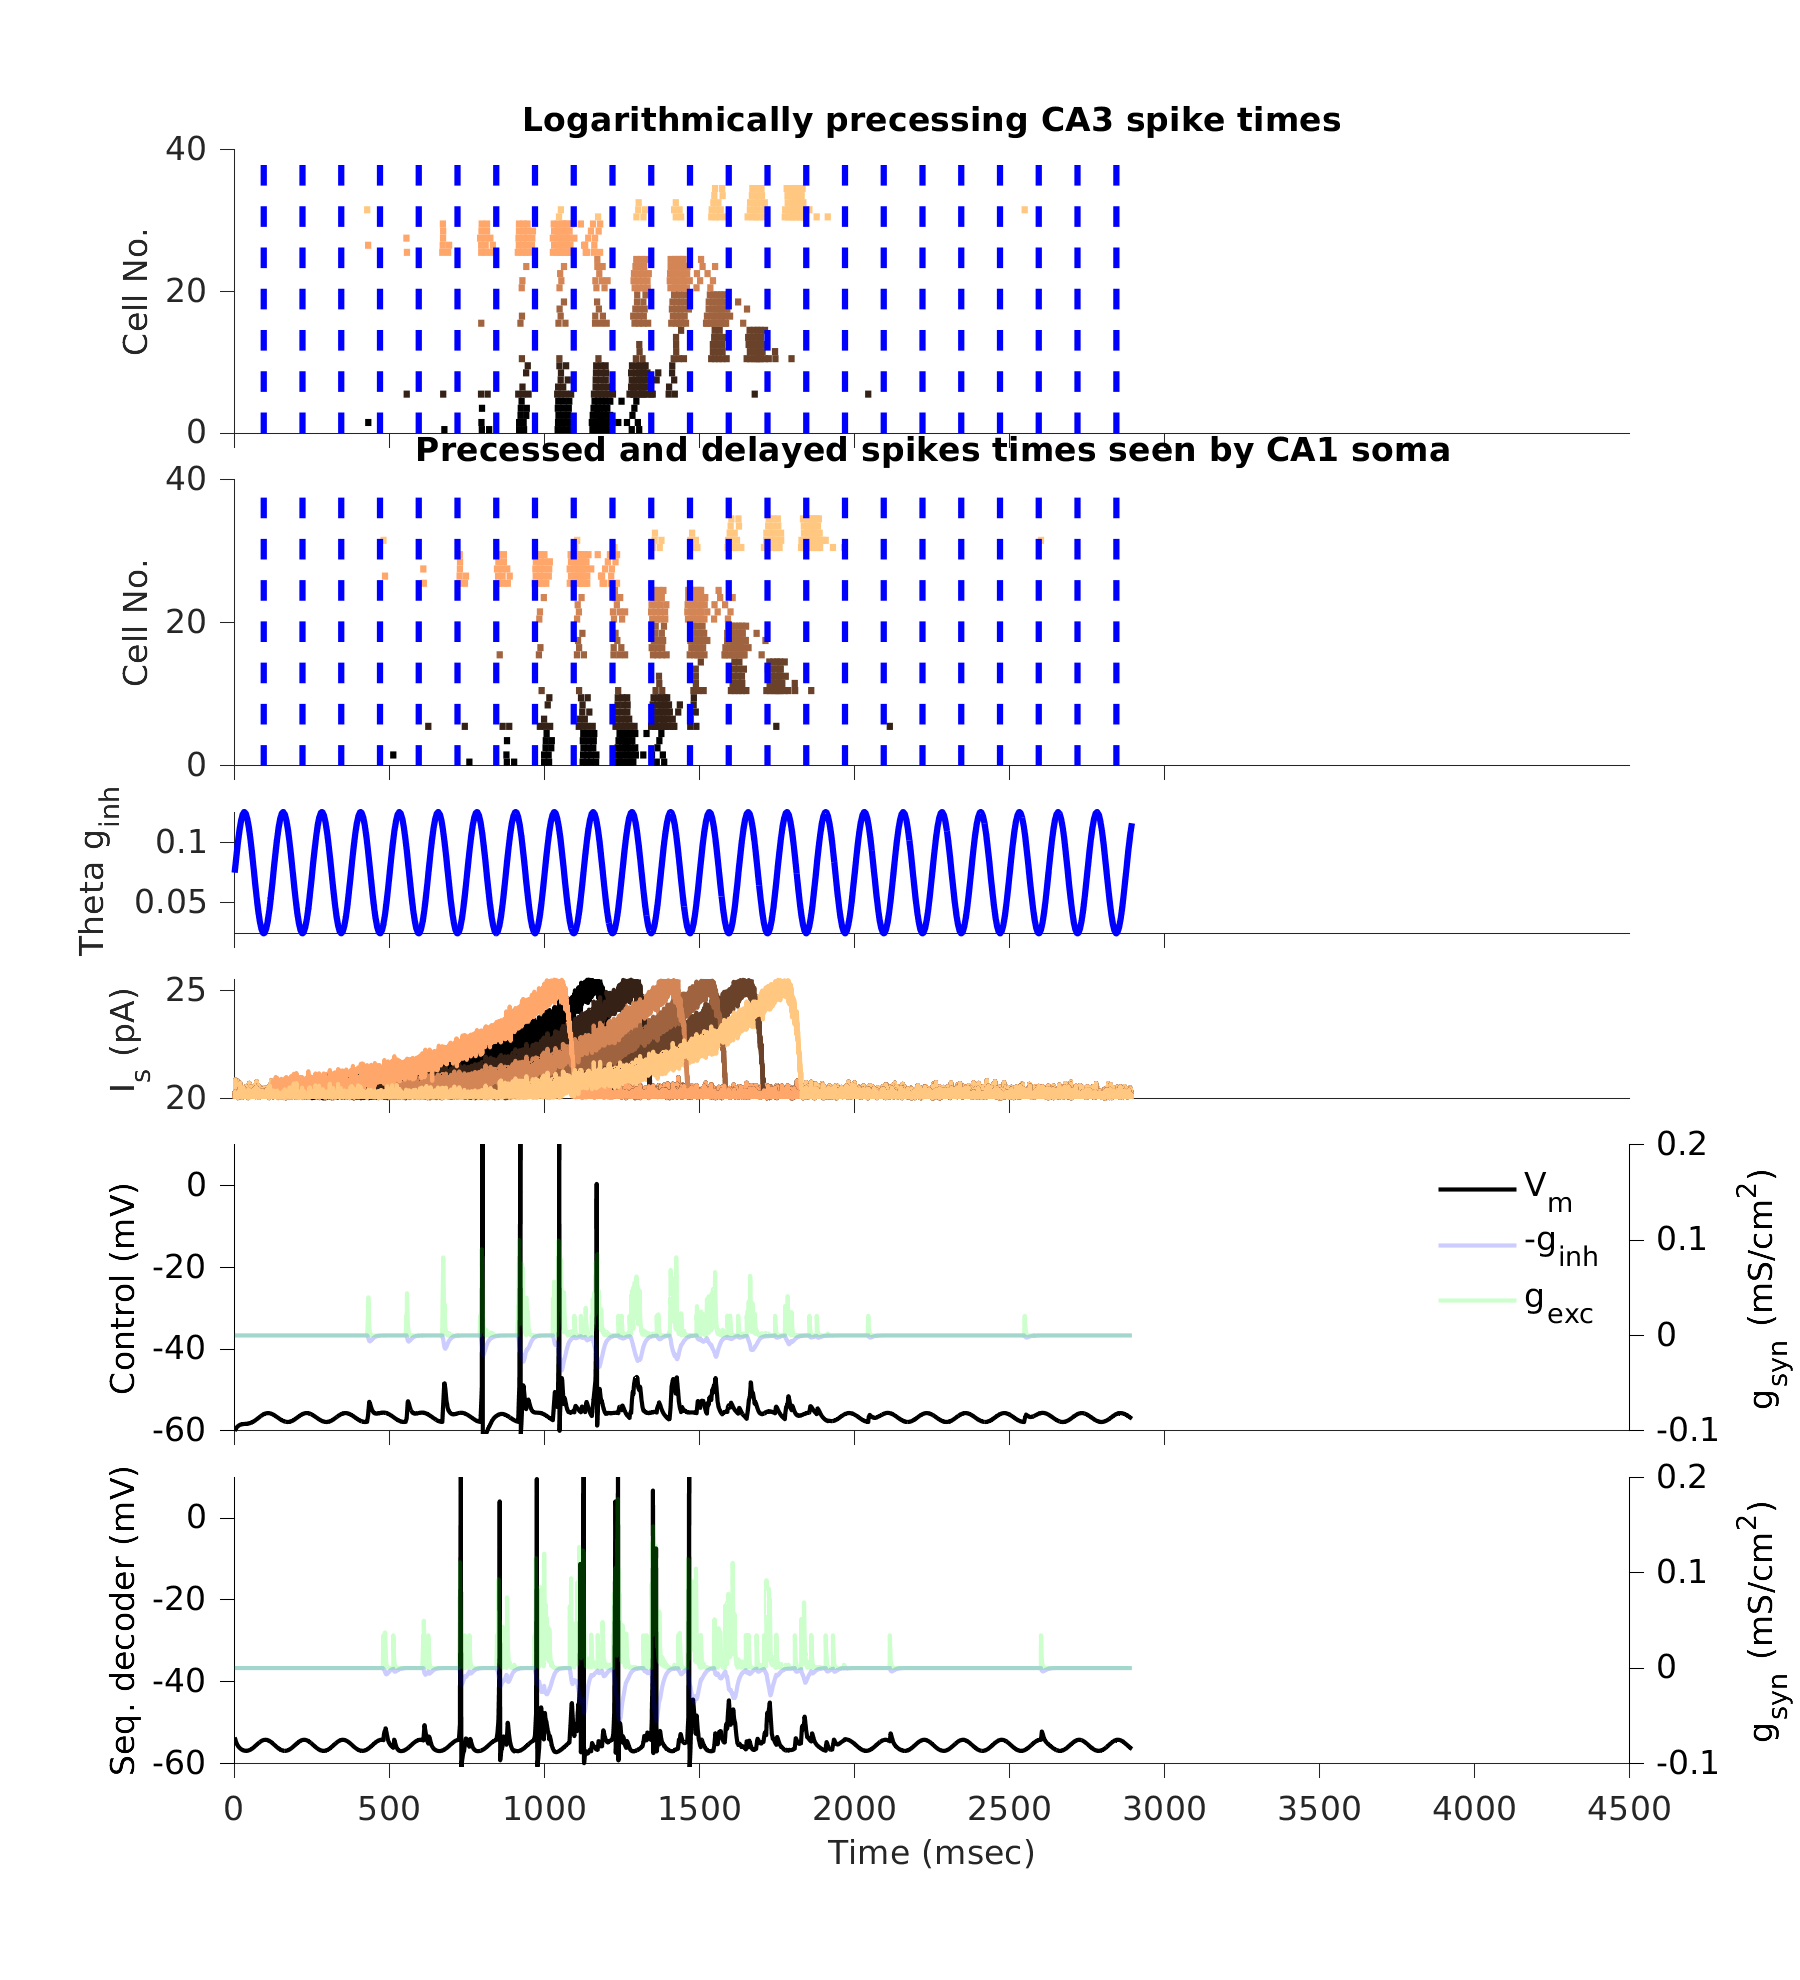 Logarithmically precessing CA3 spike times
40
20
0
Cell No.
Precessed and delayed spikes times seen by CA1 soma
40
20
0
Cell No.
0.1
0.05
Theta g_inh
25
20
I_s (pA)
0
-20
-40
-60
Control (mV)
V_m
-g_inh
g_exc
0.2
0.1
0
-0.1
g_syn (mS/cm^2)
0
-20
-40
-60
Seq. decoder (mV)
0.2
0.1
0
-0.1
g_syn (mS/cm^2)
0 500 1000 1500 2000 2500 3000 3500 4000 4500
Time (msec)